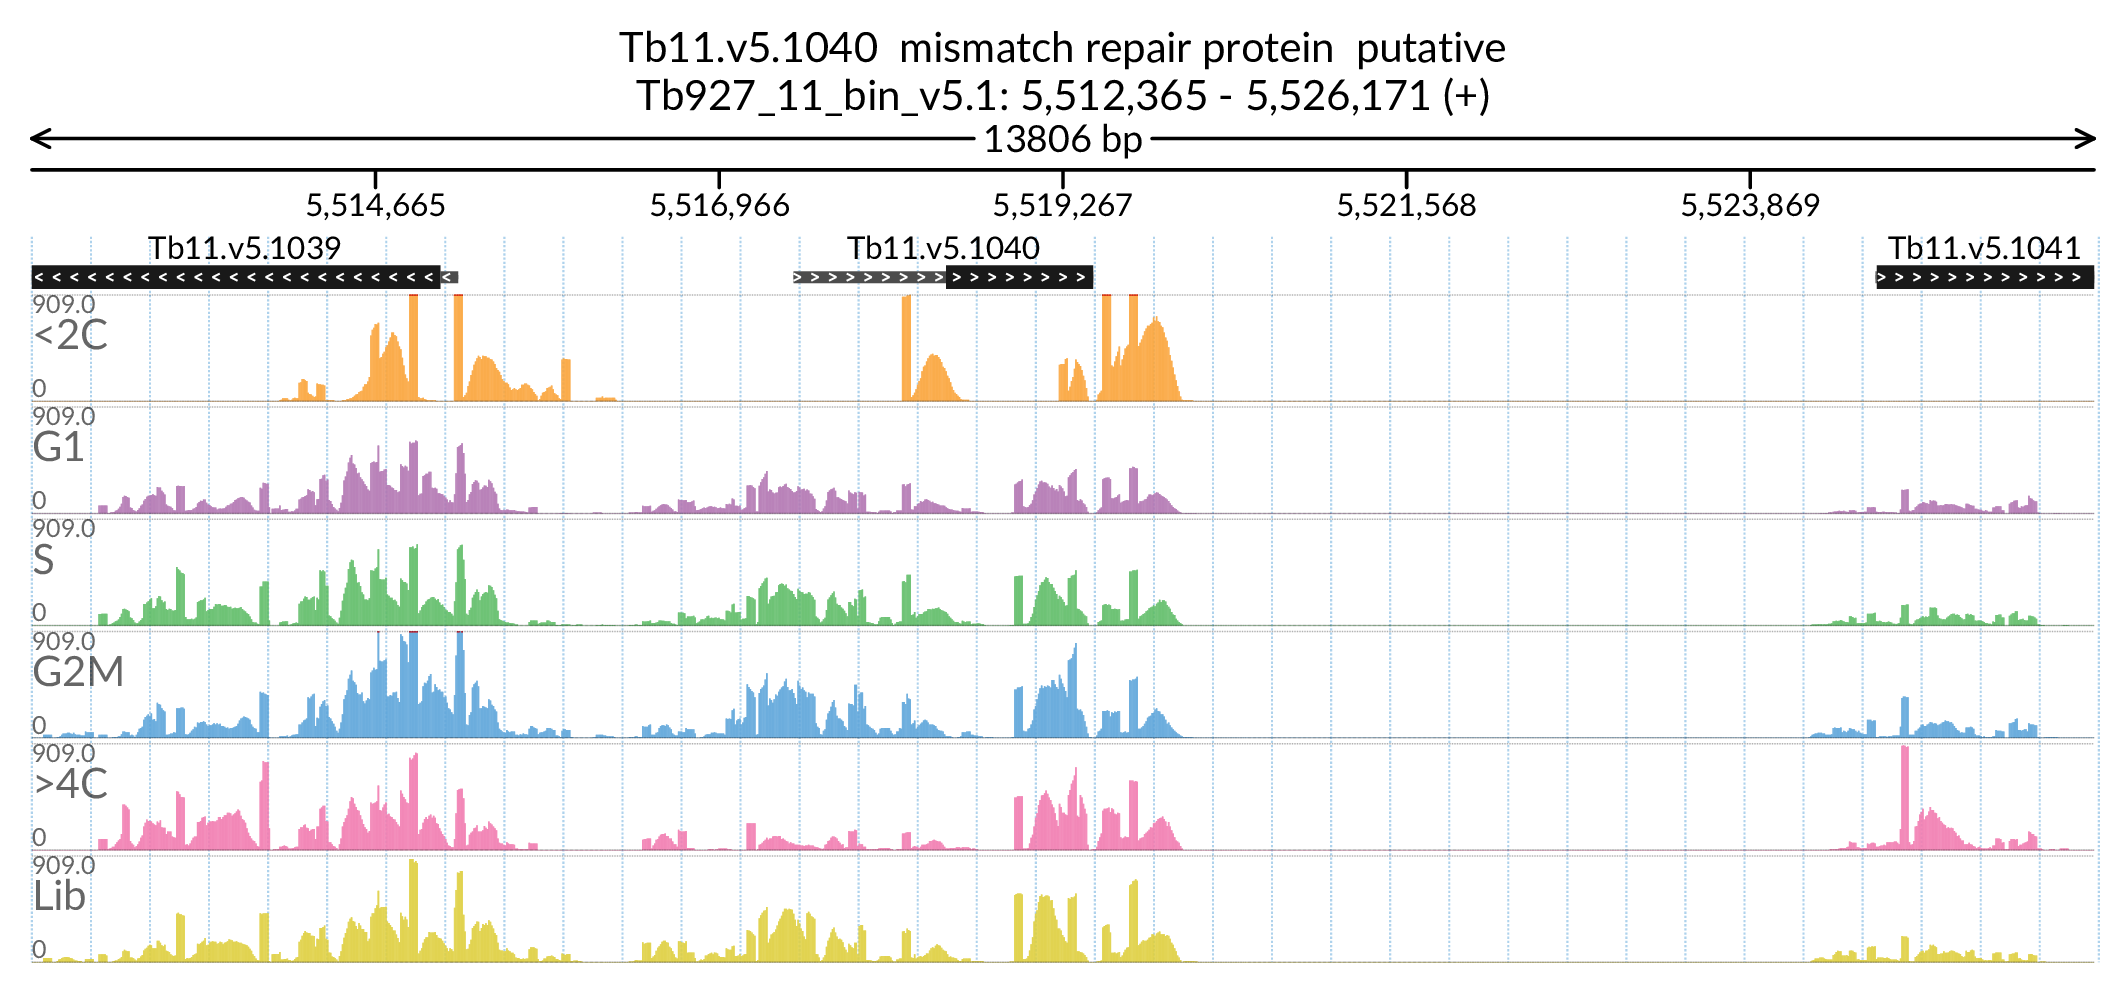 Tb11.v5.1040 mismatch repair protein putative
Tb927_11_bin_v5.1: 5,512,365 - 5,526,171 (+)
13806 bp
5,514,665 5,516,966 5,519,267 5,521,568 5,523,869
Tb11.v5.1039 Tb11.v5.1040 Tb11.v5.1041
909.0
<2C
0
909.0
G1
0
909.0
S
0
909.0
G2M
0
909.0
>4C
0
909.0
Lib
0